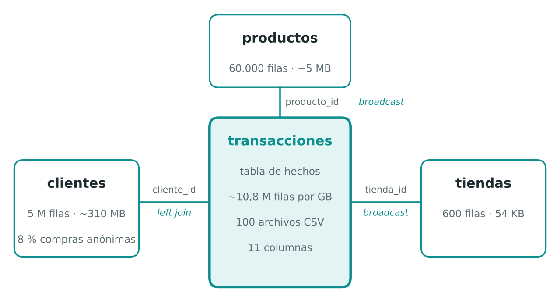 productos
60.000 filas · ~5 MB
producto_id
broadcast
transacciones
tabla de hechos
~10,8 M filas por GB
100 archivos CSV
11 columnas
clientes
5 M filas · ~310 MB
8 % compras anónimas
cliente_id
left join
tienda_id
broadcast
tiendas
600 filas · 54 KB